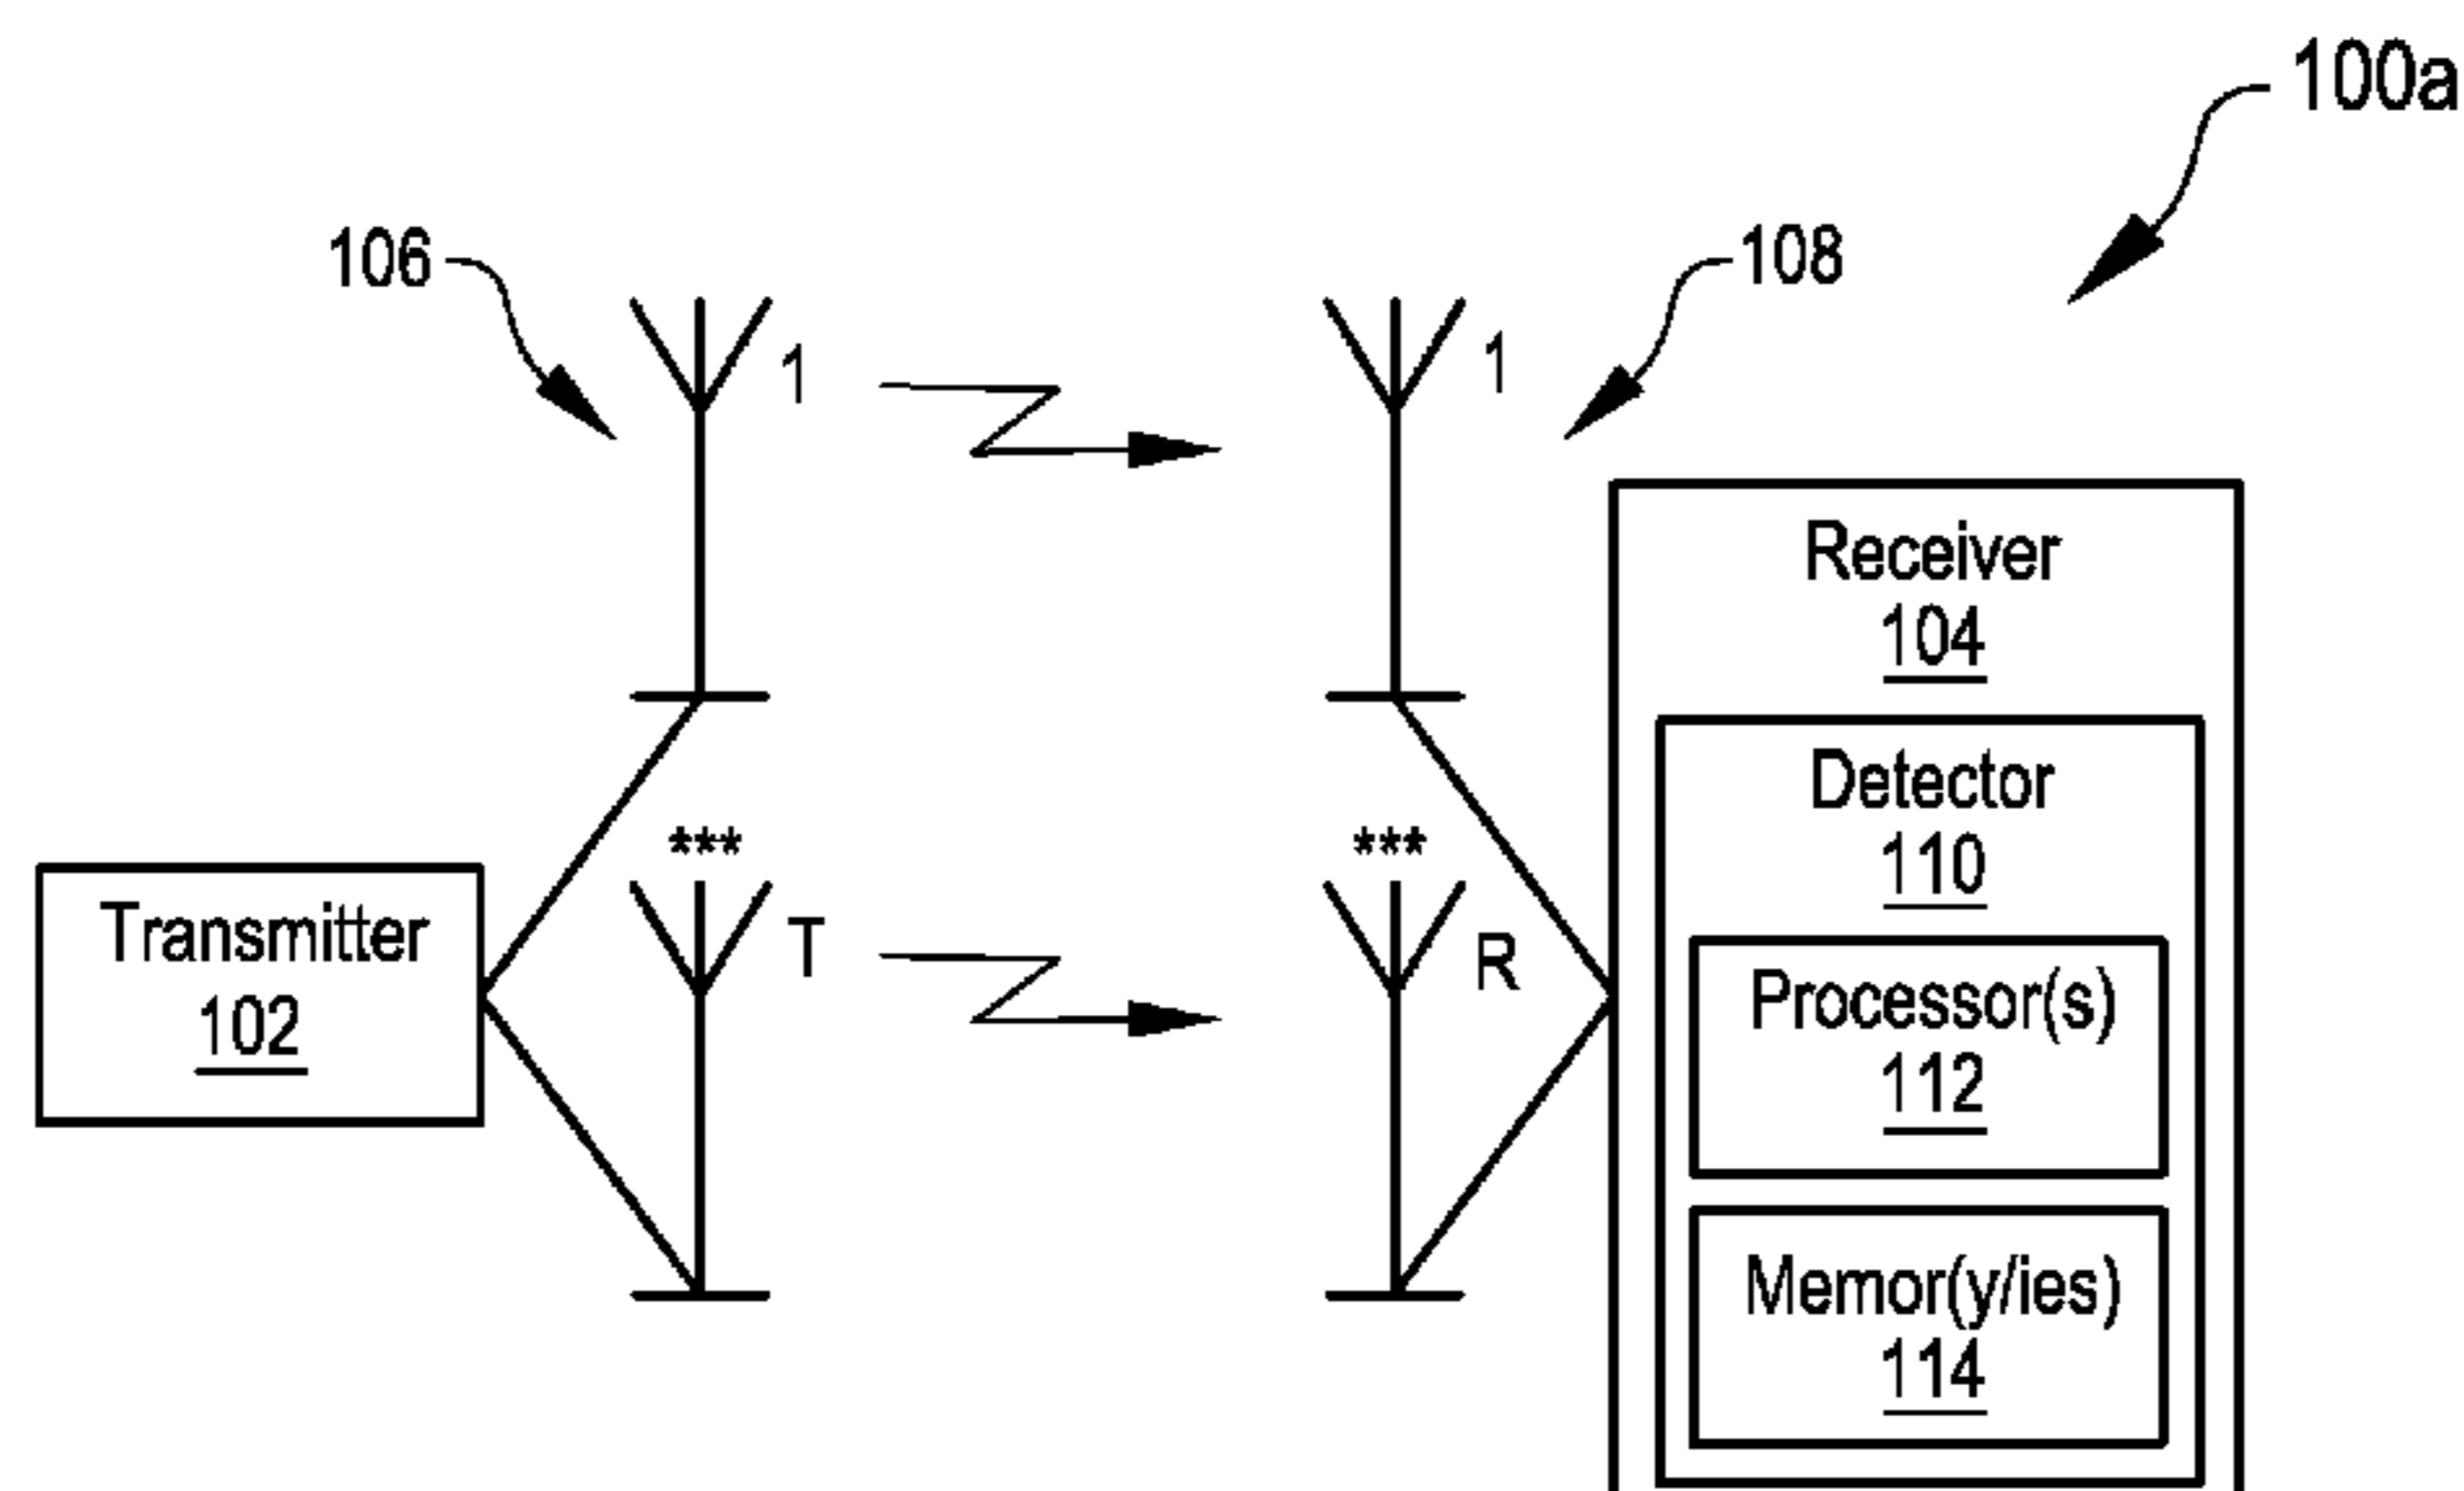 100a
106
108
1
1
Receiver
104
Detector
110
***
***
Transmitter
102
T
R
Processor(s)
112
Memor(y/ies)
114